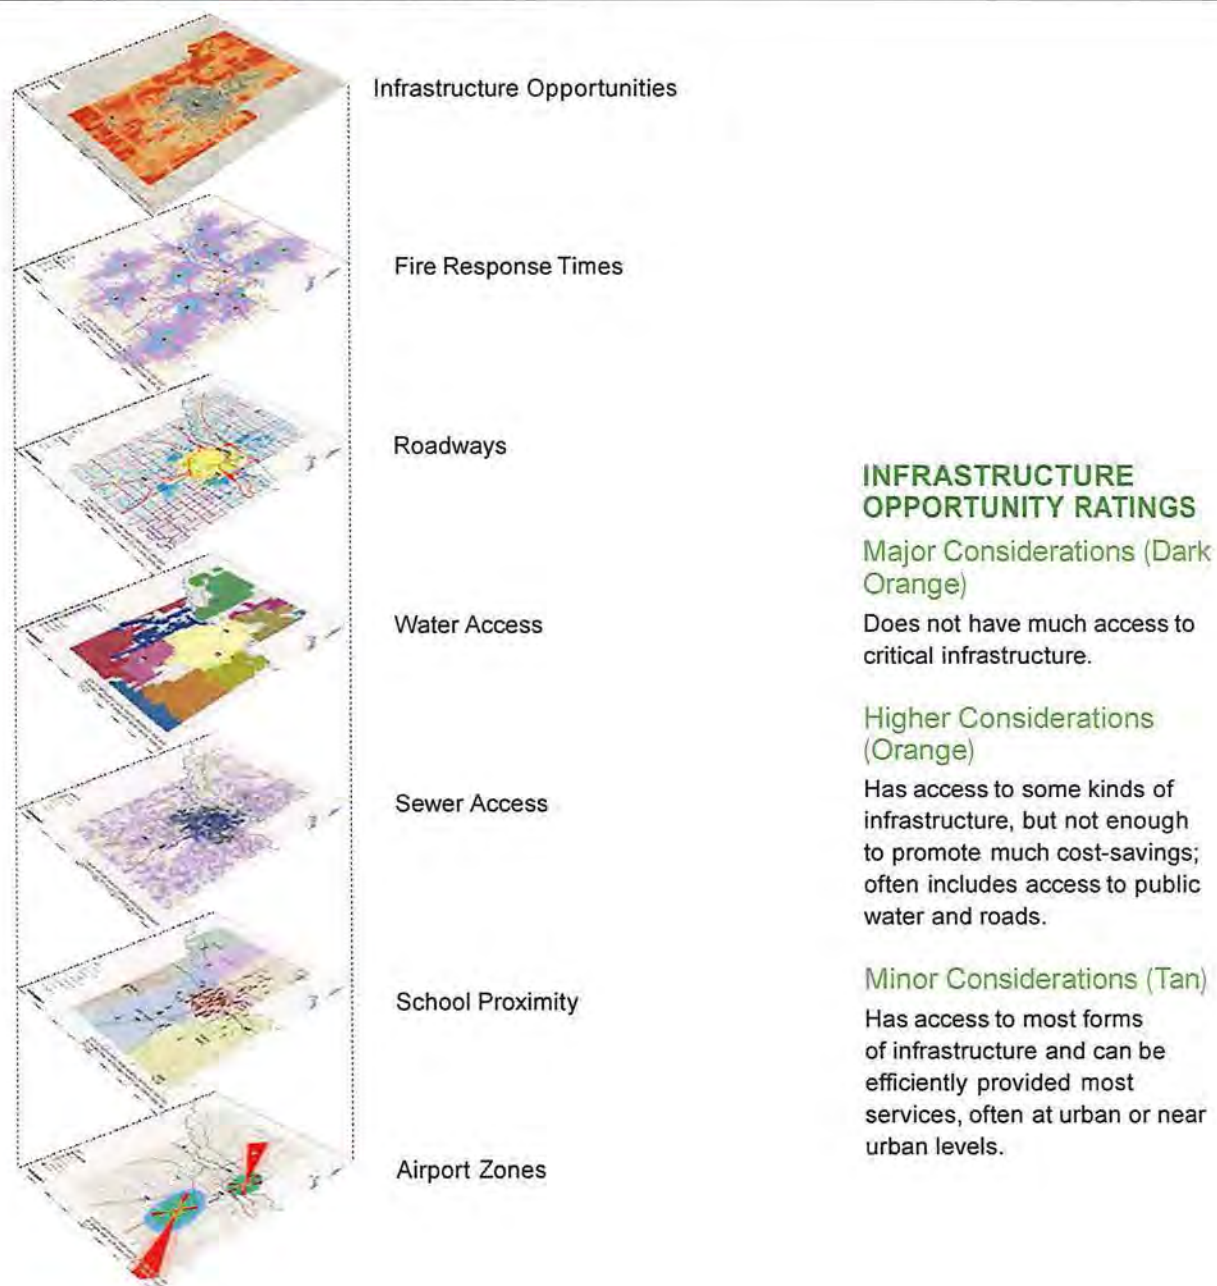 Infrastructure Opportunities
Fire Response Times
Roadways
Water Access
Sewer Access
School Proximity
Airport Zones
INFRASTRUCTURE
OPPORTUNITY RATINGS
Major Considerations (Dark
Orange)
Does not have much access to
critical infrastructure.
Higher Considerations
(Orange)
Has access to some kinds of
infrastructure, but not enough
to promote much cost-savings;
often includes access to public
water and roads.
Minor Considerations (Tan)
Has access to most forms
of infrastructure and can be
efficiently provided most
services, often at urban or near
urban levels.